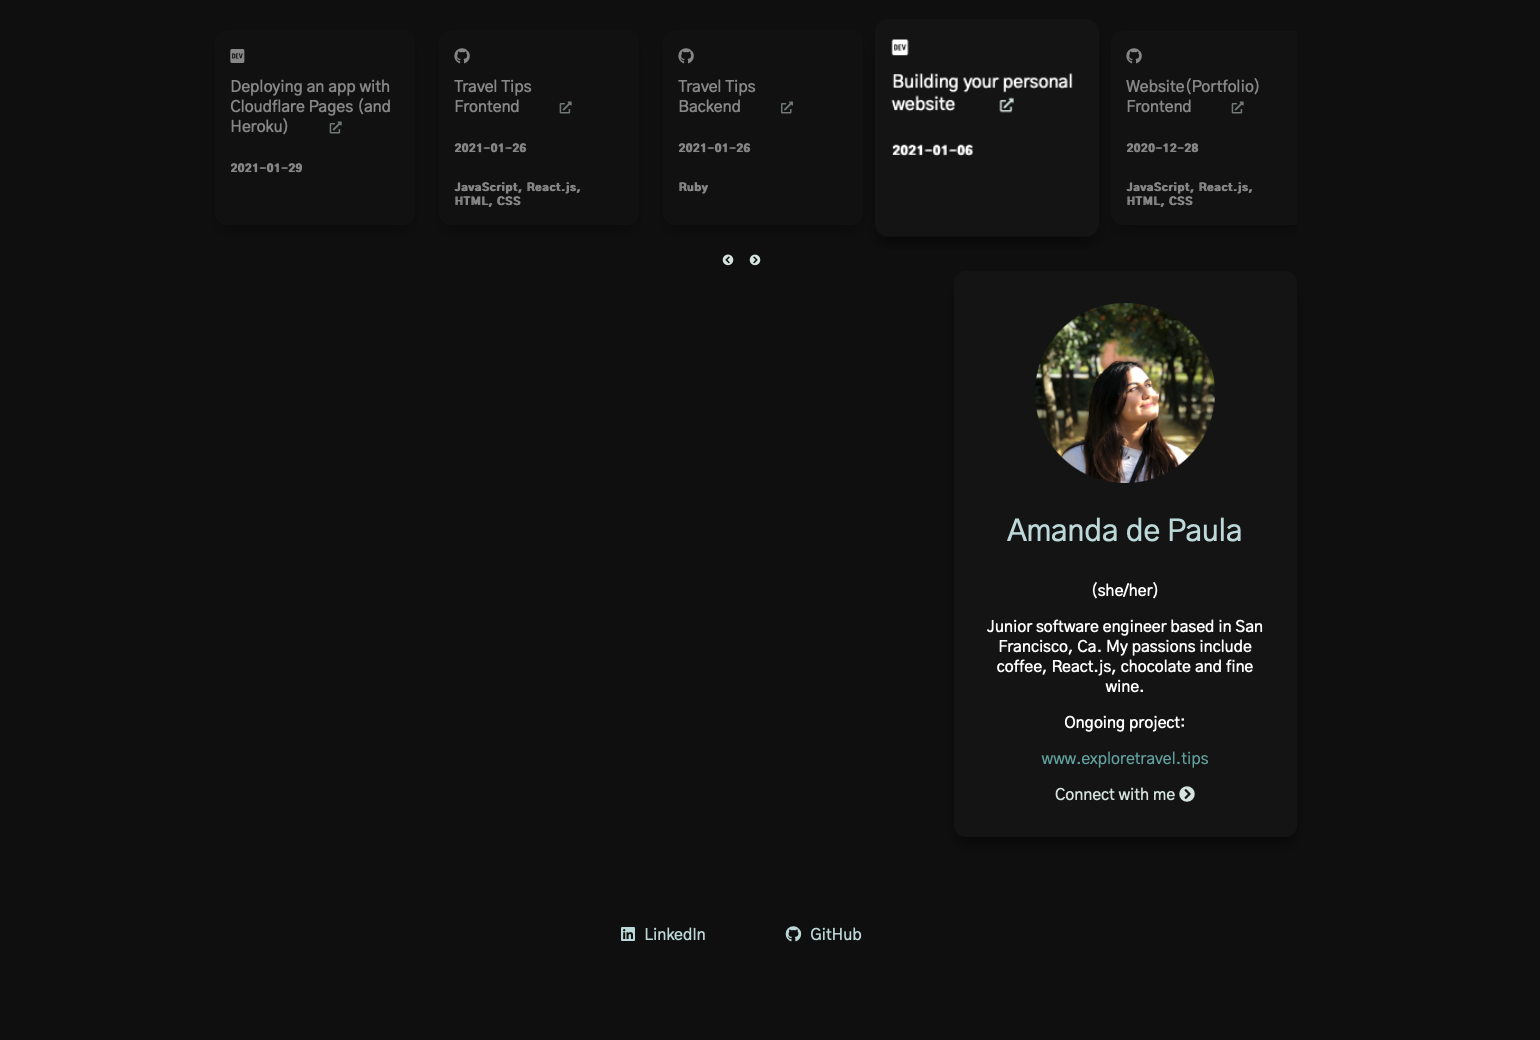 DEV
Deploying an app with
Cloudflare Pages (and
Heroku)
2021-01-29
Travel Tips
Frontend
2021-01-26
JavaScript, React.js,
HTML, CSS
Travel Tips
Backend
2021-01-26
Ruby
DEV
Building your personal
website
2021-01-06
Website(Portfolio)
Frontend
2020-12-28
JavaScript, React.js,
HTML, CSS
Amanda de Paula
(she/her)
Junior software engineer based in San
Francisco, Ca. My passions include
coffee, React.js, chocolate and fine
wine.
Ongoing project:
www.exploretravel.tips
Connect with me
LinkedIn
GitHub